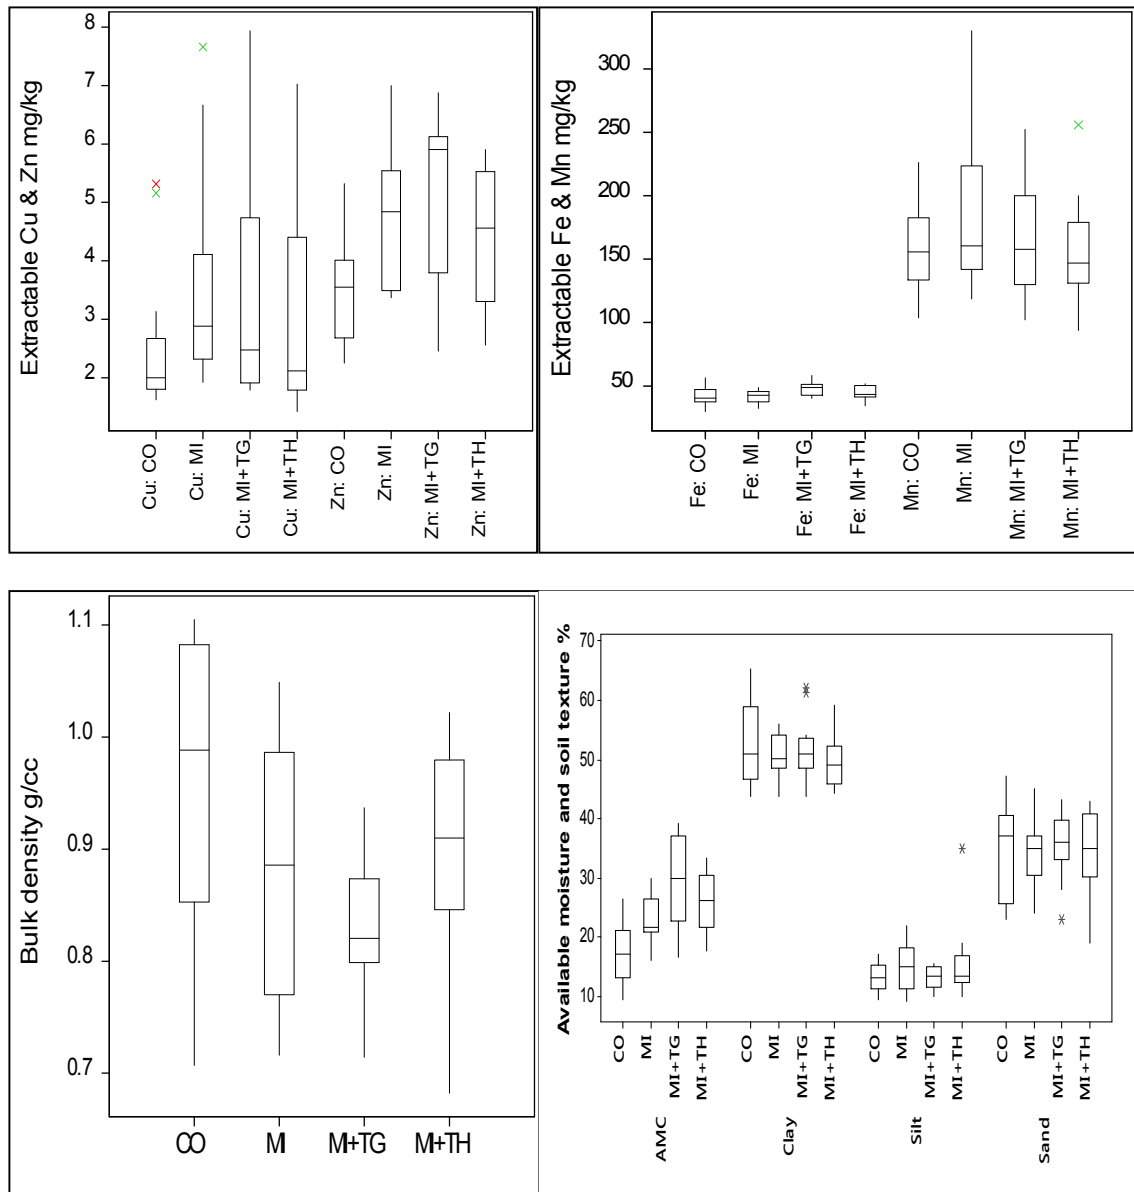 Extractable Cu & Zn mg/kg
8
7
6
5
4
3
2
Cu: CO
Cu: MI
Cu: MI+TG
Cu: MI+TH
Zn: CO
Zn: MI
Zn: MI+TG
Zn: MI+TH
Extractable Fe & Mn mg/kg
300
250
200
150
100
50
Fe: CO
Fe: MI
Fe: MI+TG
Fe: MI+TH
Mn: CO
Mn: MI
Mn: MI+TG
Mn: MI+TH
Bulk density g/cc
1.1
1.0
0.9
0.8
0.7
CO
MI
MI+TG
MI+TH
Available moisture and soil texture %
70
60
50
40
30
20
10
CO
MI
MI+TG
MI+TH
CO
MI
MI+TG
MI+TH
CO
MI
MI+TG
MI+TH
CO
MI
MI+TG
MI+TH
AMC
Clay
Silt
Sand